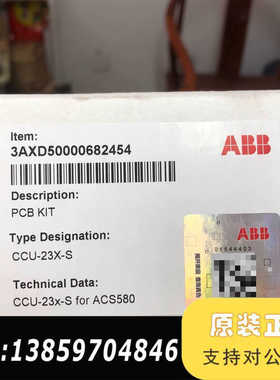 Item:
3AXD50000682454
ABB
Description:
PCB KIT
Type Designation:
CCU-23X-S
Technical Data:
CCU-23x-S for ACS580
原装正
:13859704846
支持对公